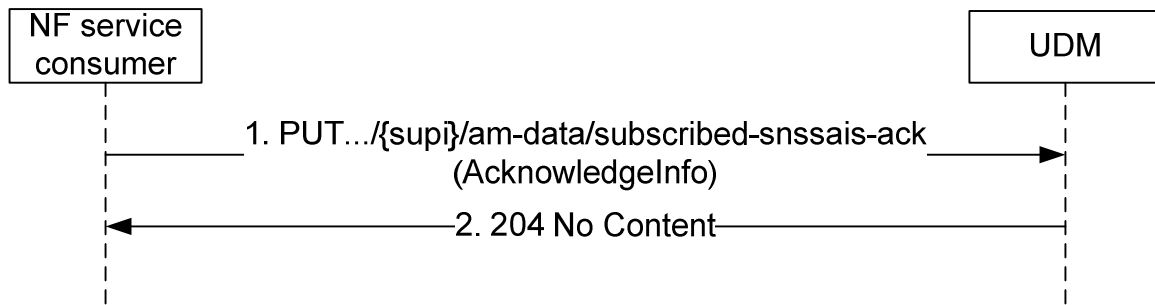 NF service
consumer
UDM
1. PUT.../{supi}/am-data/subscribed-snssais-ack
(AcknowledgeInfo)
2. 204 No Content